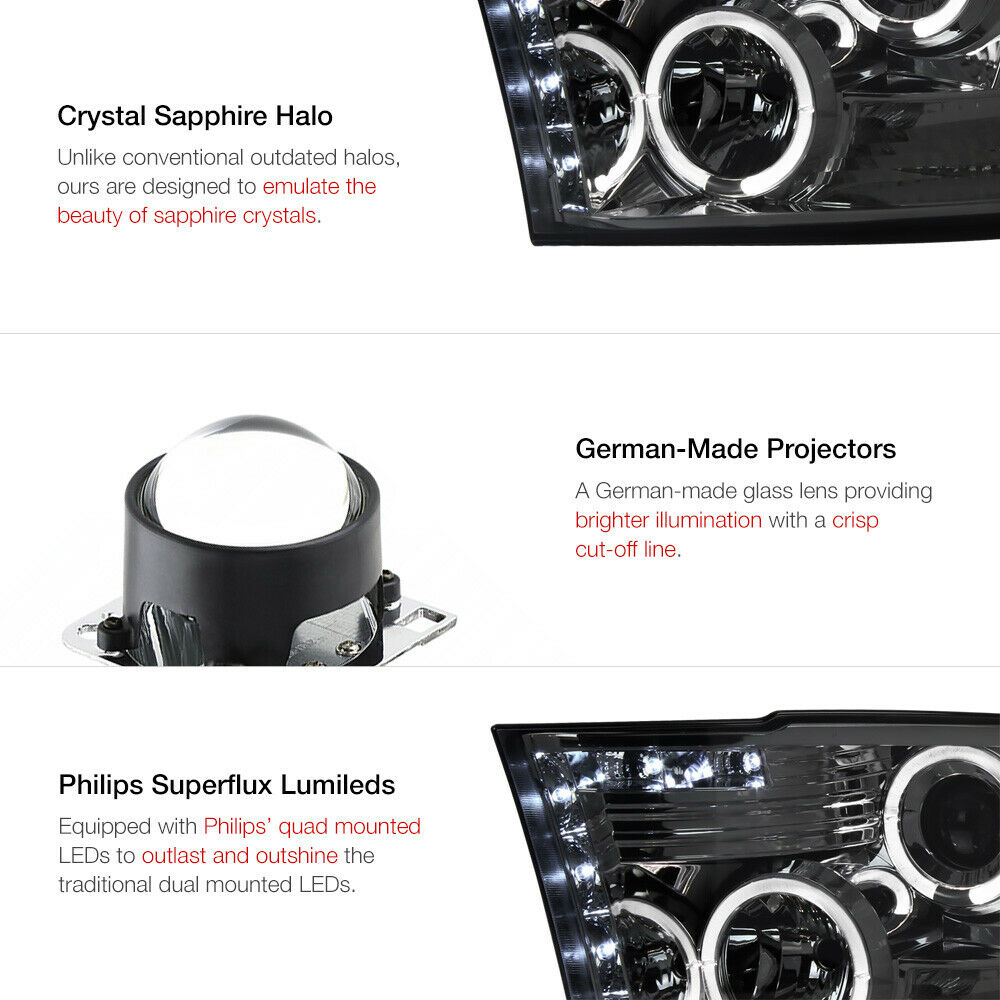 Crystal Sapphire Halo
Unlike conventional outdated halos,
ours are designed to emulate the
beauty of sapphire crystals.
German-Made Projectors
A German-made glass lens providing
brighter illumination with a crisp
cut-off line.
Philips Superflux Lumileds
Equipped with Philips’ quad mounted
LEDs to outlast and outshine the
traditional dual mounted LEDs.